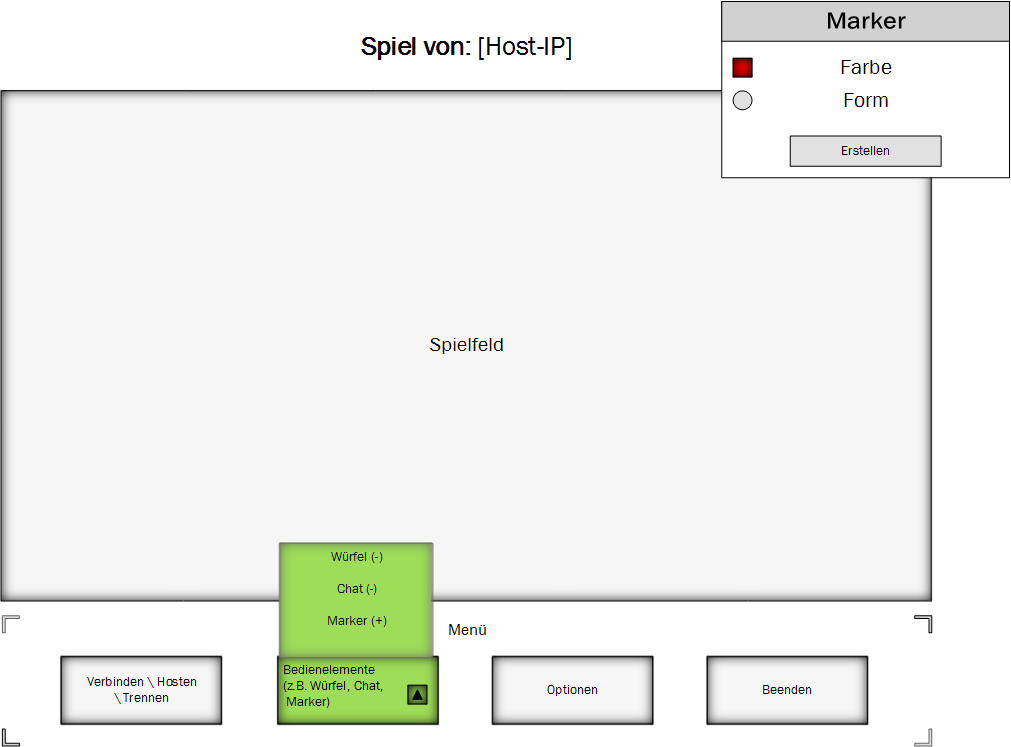 Marker
Spiel von: [Host-IP]
Farbe
Form
Erstellen
Spielfeld
Würfel (-)
Chat (-)
Marker (+)
Menü
Verbinden \ Hosten
\ Trennen
Bedienelemente
(z.B. Würfel, Chat,
Marker)
Optionen
Beenden